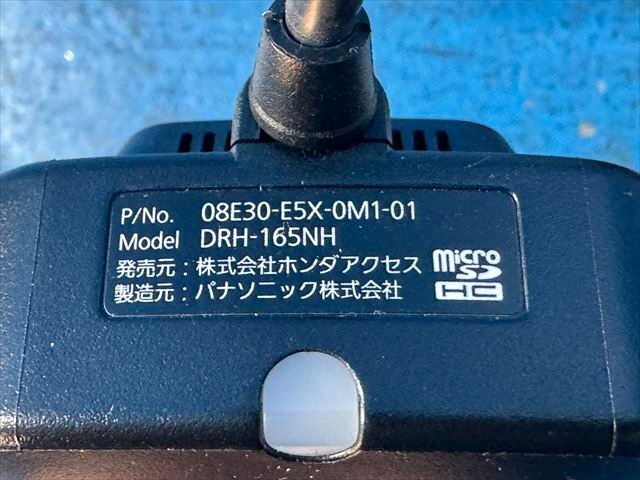 P/No. 08E30-E5X-0M1-01
Model DRH-165NH
発売元：株式会社ホンダアクセス
製造元：パナソニック株式会社
micro
SD
HC